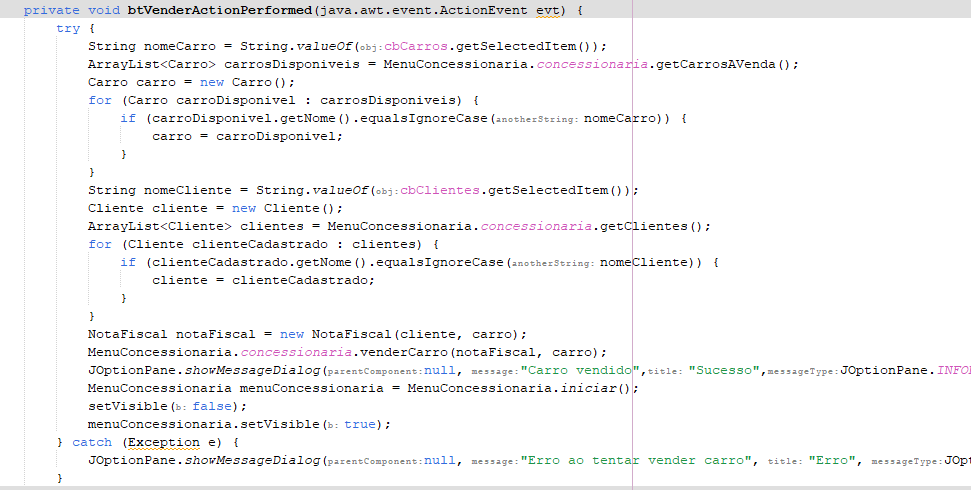 private void btVenderActionPerformed(java.awt.event.ActionEvent evt) {
try {
String nomeCarro = String.valueOf(obj:cbCarros.getSelectedItem());
ArrayList<Carro> carrosDisponiveis = MenuConcessionaria.concessionaria.getCarrosAVenda();
Carro carro = new Carro();
for (Carro carroDisponivel : carrosDisponiveis) {
if (carroDisponivel.getNome().equalsIgnoreCase(anotherString: nomeCarro)) {
carro = carroDisponivel;
}
}
String nomeCliente = String.valueOf(obj:cbClientes.getSelectedItem());
Cliente cliente = new Cliente();
ArrayList<Cliente> clientes = MenuConcessionaria.concessionaria.getClientes();
for (Cliente clienteCadastrado : clientes) {
if (clienteCadastrado.getNome().equalsIgnoreCase(anotherString: nomeCliente)) {
cliente = clienteCadastrado;
}
}
NotaFiscal notaFiscal = new NotaFiscal(cliente, carro);
MenuConcessionaria.concessionaria.venderCarro(notaFiscal, carro);
JOptionPane.showMessageDialog(parentComponent:null, message:"Carro vendido",title: "Sucesso",messageType:JOptionPane.INFO
MenuConcessionaria menuConcessionaria = MenuConcessionaria.iniciar();
setVisible(b: false);
menuConcessionaria.setVisible(b: true);
} catch (Exception e) {
JOptionPane.showMessageDialog(parentComponent:null, message:"Erro ao tentar vender carro", title: "Erro", messageType:JOpt
}